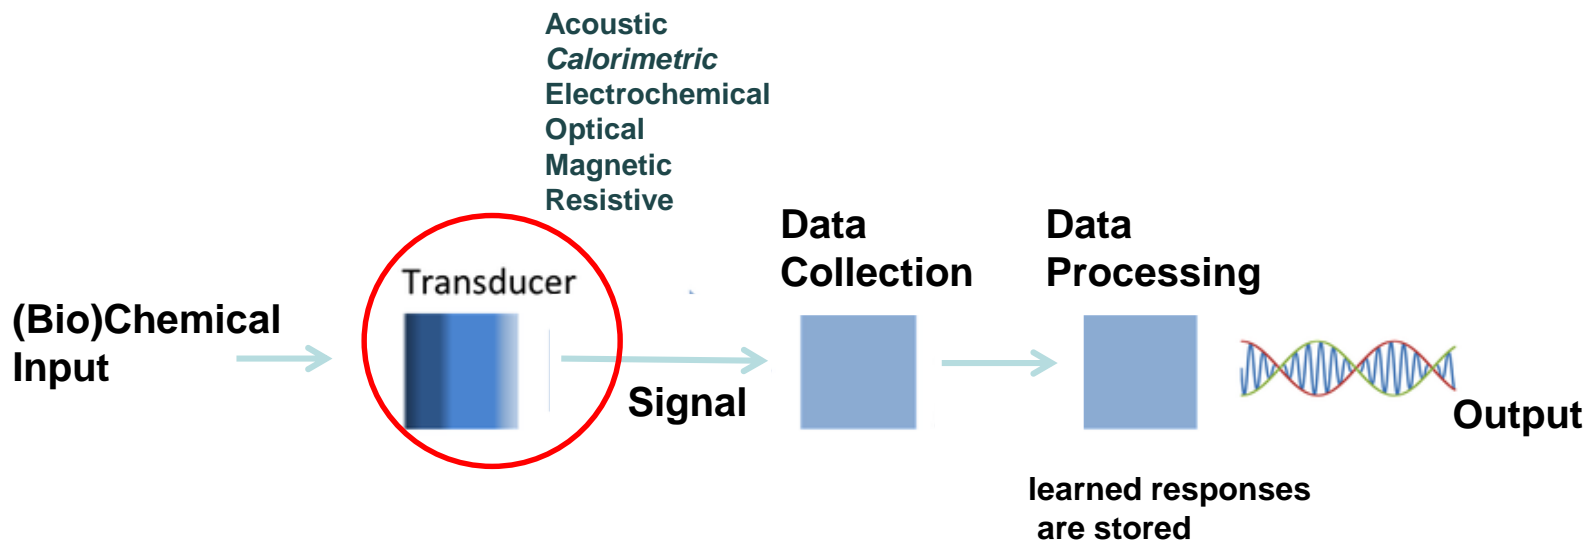 Acoustic
Calorimetric
Electrochemical
Optical
Magnetic
Resistive
(Bio)Chemical
Input
Transducer
Signal
Data
Collection
Data
Processing
learned responses
are stored
Output